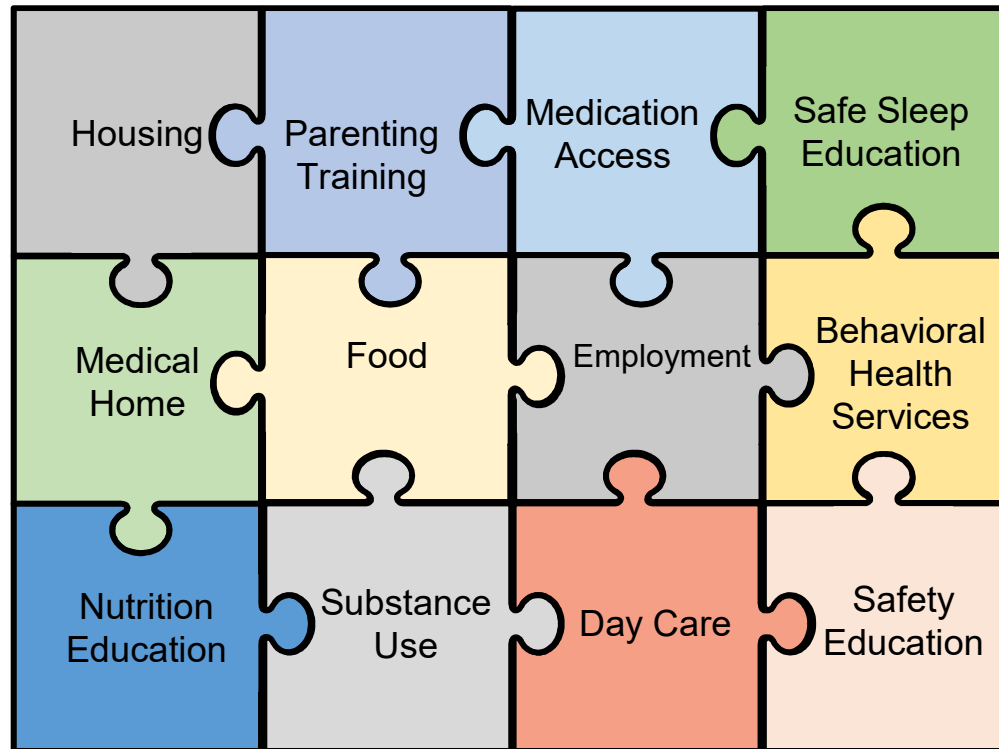 Housing
Parenting
Training
Medication
Access
Safe Sleep
Education
Medical
Home
Food
Employment
Behavioral
Health
Services
Nutrition
Education
Substance
Use
Day Care
Safety
Education